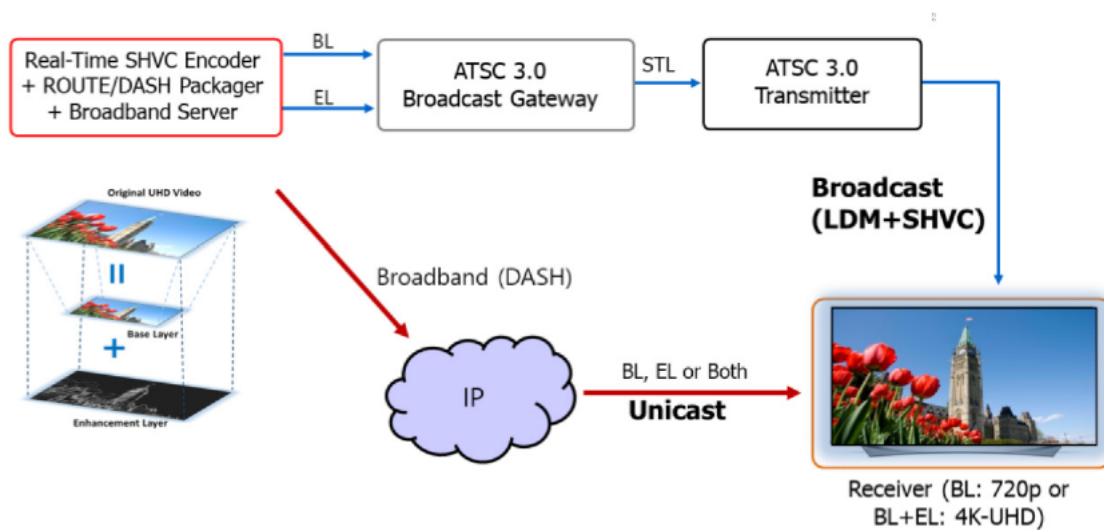 Real-Time SHVC Encoder
+ ROUTE/DASH Packager
+ Broadband Server
BL
EL
ATSC 3.0
Broadcast Gateway
STL
ATSC 3.0
Transmitter
Original UHD Video
Base Layer
Enhancement Layer
Broadband (DASH)
Broadcast
(LDM+SHVC)
IP
BL, EL or Both
Unicast
Receiver (BL: 720p or
BL+EL: 4K-UHD)